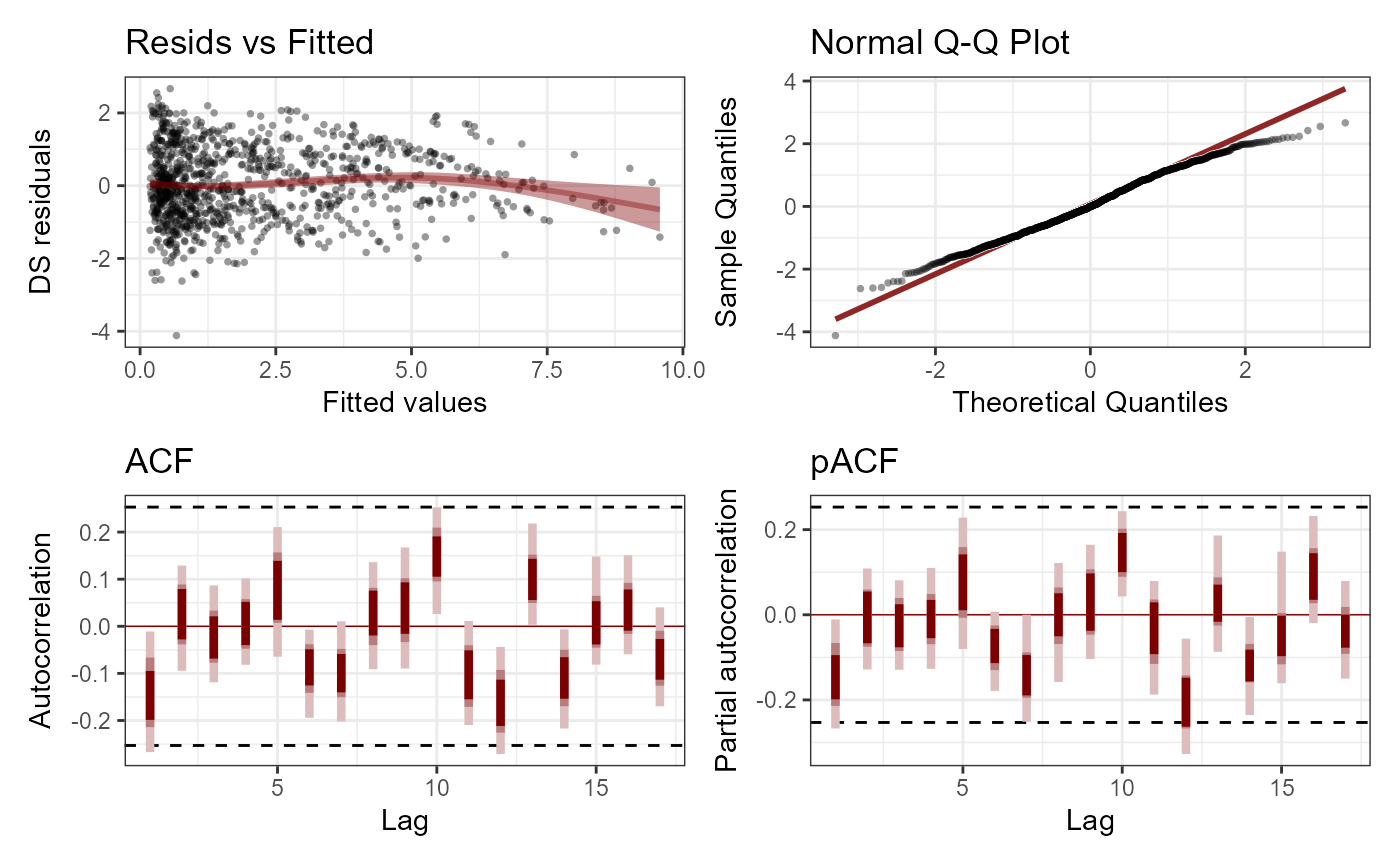 Resids vs Fitted
DS residuals
2
0
-2
-4
0.0 2.5 5.0 7.5 10.0
Fitted values
Normal Q-Q Plot
Sample Quantiles
4
2
0
-2
-4
-2 0 2
Theoretical Quantiles
ACF
Autocorrelation
0.2
0.1
0.0
-0.1
-0.2
5 10 15
Lag
pACF
Partial autocorrelation
0.2
0.0
-0.2
5 10 15
Lag